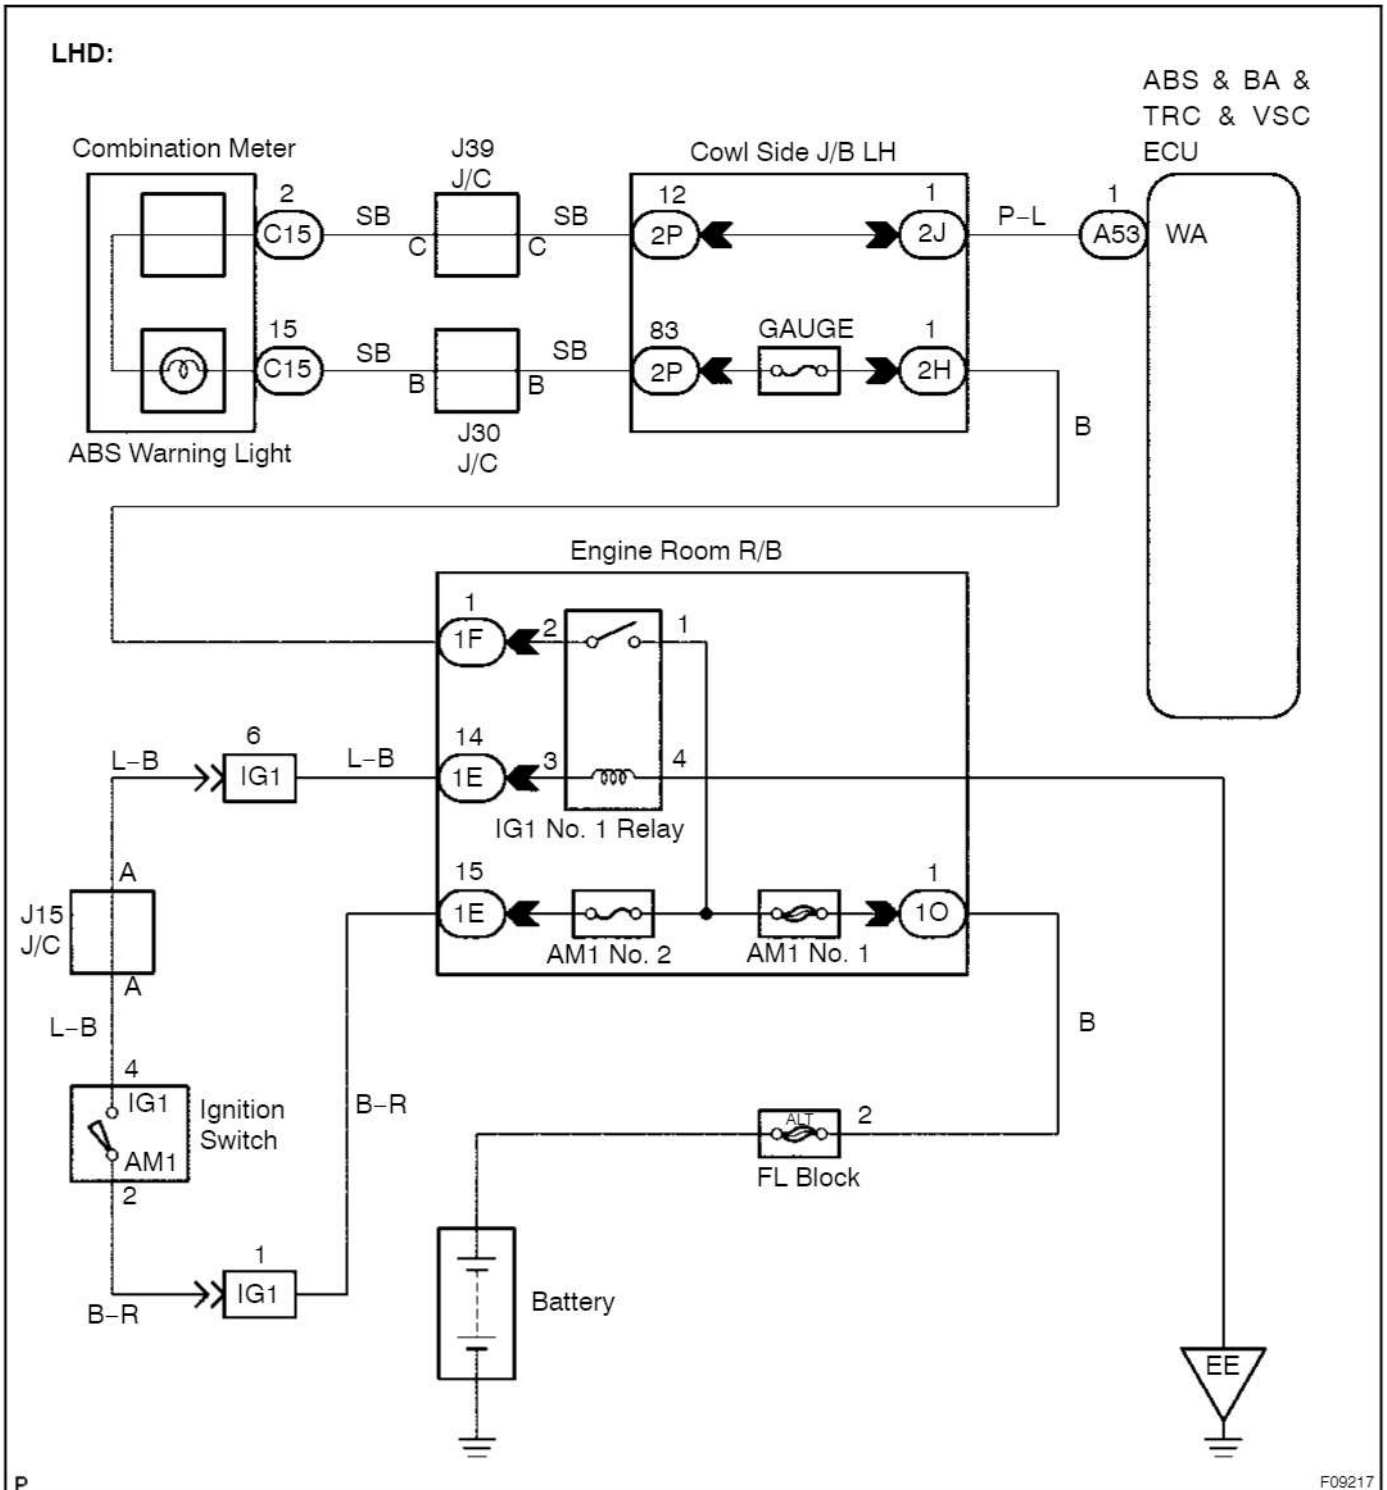 LHD:
ABS & BA &
TRC & VSC
ECU
Combination Meter
J39
J/C
Cowl Side J/B LH
2
12
1
1
C15
SB
C
C
SB
2P
2J
P-L
A53
WA
15
83
GAUGE
1
C15
SB
B
B
SB
2P
2H
B
ABS Warning Light
J30
J/C
Engine Room R/B
1
1F
2
1
6
14
L-B
IG1
L-B
1E
3
4
IG1 No. 1 Relay
A
15
1
J15
J/C
1E
1O
AM1 No. 2
AM1 No. 1
A
L-B
B
4
IG1
Ignition
Switch
B-R
ALT
2
AM1
FL Block
2
1
IG1
B-R
Battery
EE
P
F09217